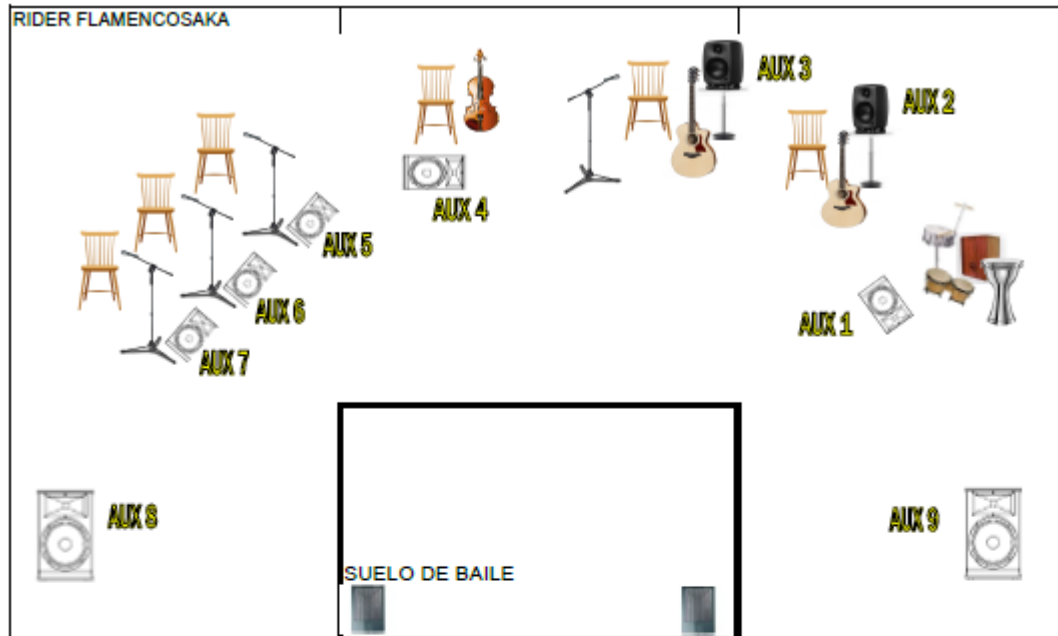 RIDER FLAMENCOSAKA
AUX 3
AUX 2
AUX 4
AUX 5
AUX 6
AUX 1
AUX 7
AUX 8
AUX 9
SUELO DE BAILE